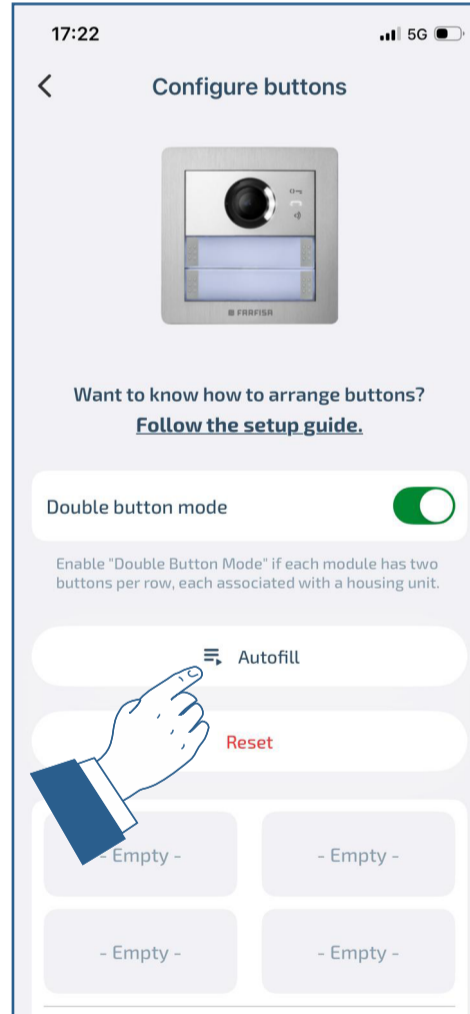 17:22
5G
Configure buttons
FARFISA
Want to know how to arrange buttons?
Follow the setup guide.
Double button mode
Enable "Double Button Mode" if each module has two
buttons per row, each associated with a housing unit.
Autofill
Reset
- Empty -
- Empty -
- Empty -
- Empty -